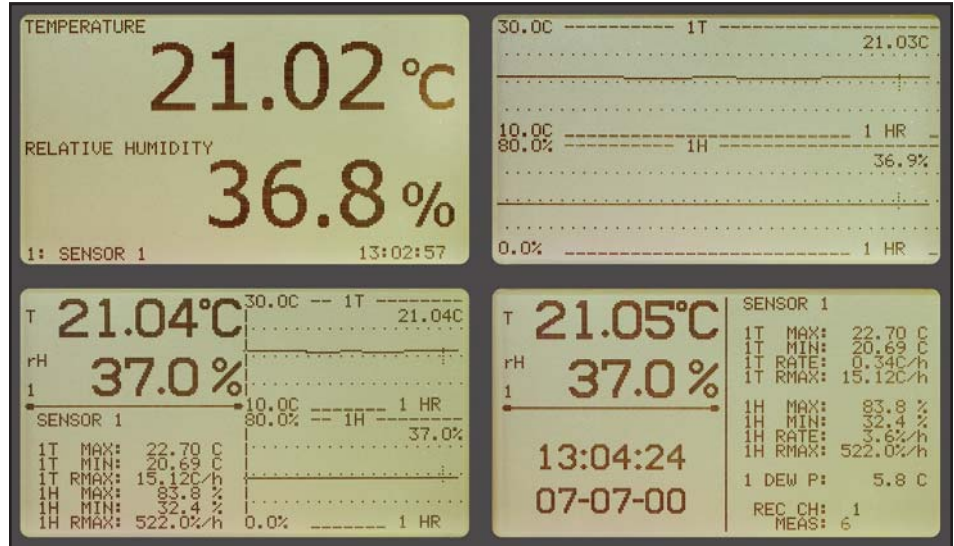 TEMPERATURE
21.02 °C
RELATIVE HUMIDITY
36.8 %
1: SENSOR 1 13:02:57
30.0C 1T
21.03C
10.0C 1 HR
80.0% 1H
36.9%
0.0% 1 HR
T 21.04°C
rH 37.0 %
1
SENSOR 1
1T MAX: 22.70 C
1T MIN: 20.69 C
1T RMAX: 15.12C/h
1H MAX: 83.8 %
1H MIN: 32.4 %
1H RMAX: 522.0%/h
30.0C 1T
21.04C
10.0C 1 HR
80.0% 1H
37.0%
0.0% 1 HR
T 21.05°C
rH 37.0 %
1
13:04:24
07-07-00
SENSOR 1
1T MAX: 22.70 C
1T MIN: 20.69 C
1T RATE: 0.34C/h
1T RMAX: 15.12C/h
1H MAX: 83.8 %
1H MIN: 32.4 %
1H RATE: 3.6%/h
1H RMAX: 522.0%/h
1 DEW P: 5.8 C
REC CH: 1
MEAS: 6